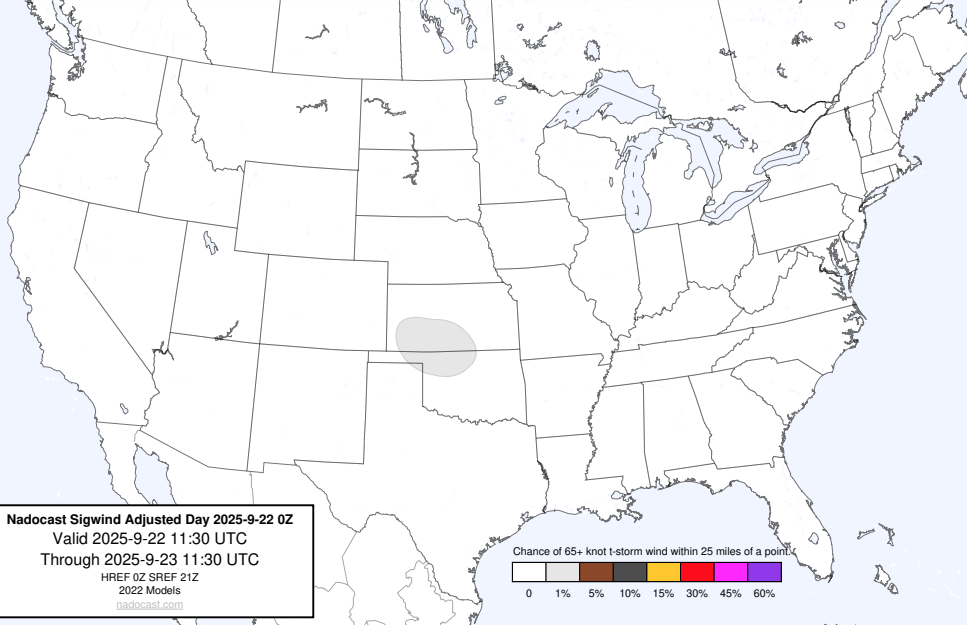 Nadocast Sigwind Adjusted Day 2025-9-22 0Z
Valid 2025-9-22 11:30 UTC
Through 2025-9-23 11:30 UTC
HREF 0Z SREF 21Z
2022 Models
nadocast.com
Chance of 65+ knot t-storm wind within 25 miles of a point.
0 1% 5% 10% 15% 30% 45% 60%